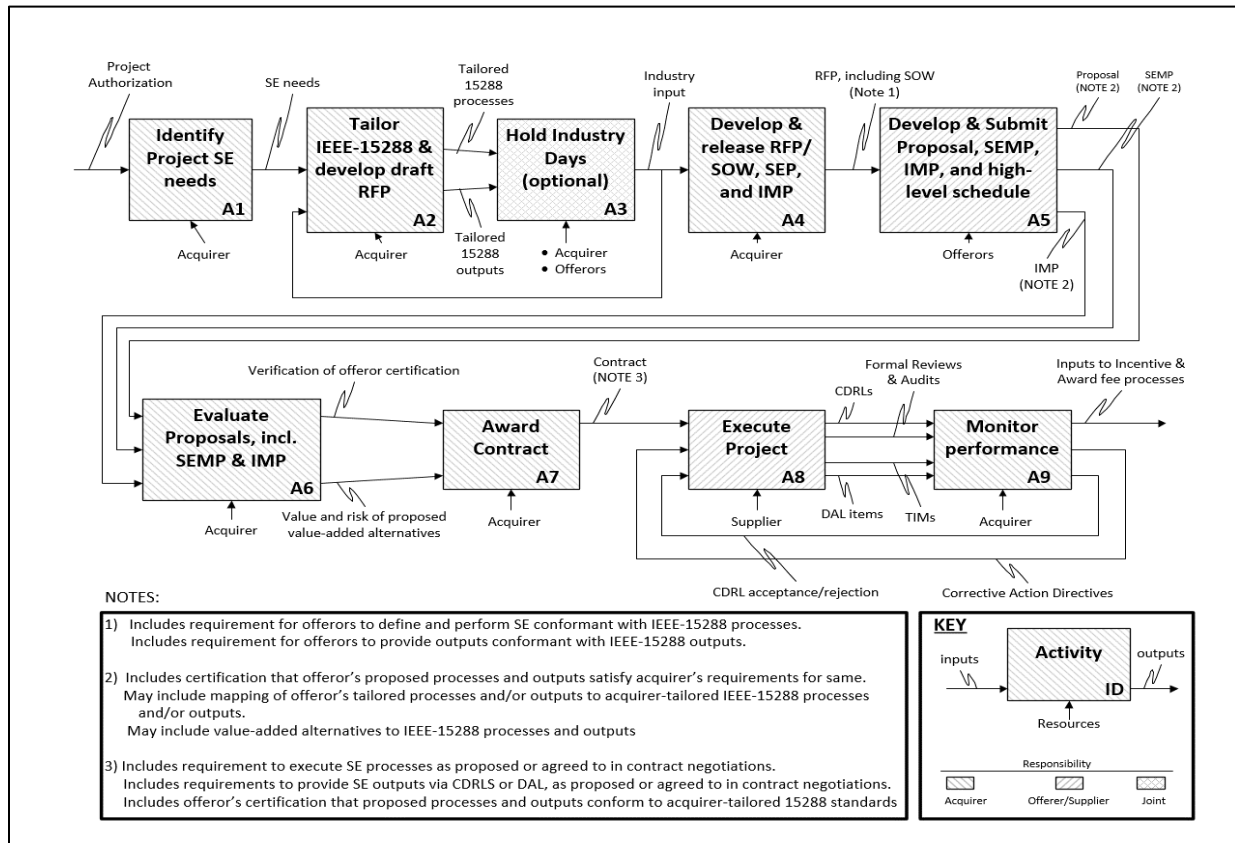 Project
Authorization
SE needs
Tailored
15288
processes
Industry
input
RFP, including SOW
(Note 1)
Proposal
(NOTE 2)
SEMP
(NOTE 2)
Identify
Project SE
needs
A1
Acquirer
Tailor
IEEE-15288 &
develop draft
RFP
A2
Acquirer
Tailored
15288
outputs
Hold Industry
Days
(optional)
A3
• Acquirer
• Offerors
Develop &
release RFP/
SOW, SEP,
and IMP
A4
Acquirer
Develop & Submit
Proposal, SEMP,
IMP, and high-
level schedule
A5
Offerors
IMP
(NOTE 2)
Verification of offeror certification
Contract
(NOTE 3)
CDRLs
Formal Reviews
& Audits
Inputs to Incentive &
Award fee processes
Evaluate
Proposals, incl.
SEMP & IMP
A6
Acquirer
Value and risk of proposed
value-added alternatives
Award
Contract
A7
Acquirer
Execute
Project
A8
Supplier
DAL items
TIMs
Monitor
performance
A9
Acquirer
CDRL acceptance/rejection
Corrective Action Directives
NOTES:
1) Includes requirement for offerors to define and perform SE conformant with IEEE-15288 processes.
Includes requirement for offerors to provide outputs conformant with IEEE-15288 outputs.
2) Includes certification that offeror's proposed processes and outputs satisfy acquirer's requirements for same.
May include mapping of offeror's tailored processes and/or outputs to acquirer-tailored IEEE-15288 processes
and/or outputs.
May include value-added alternatives to IEEE-15288 processes and outputs
3) Includes requirement to execute SE processes as proposed or agreed to in contract negotiations.
Includes requirements to provide SE outputs via CDRLS or DAL, as proposed or agreed to in contract negotiations.
Includes offeror's certification that proposed processes and outputs conform to acquirer-tailored 15288 standards
KEY
inputs
Activity
ID
outputs
Resources
Responsibility
Acquirer
Offerer/Supplier
Joint